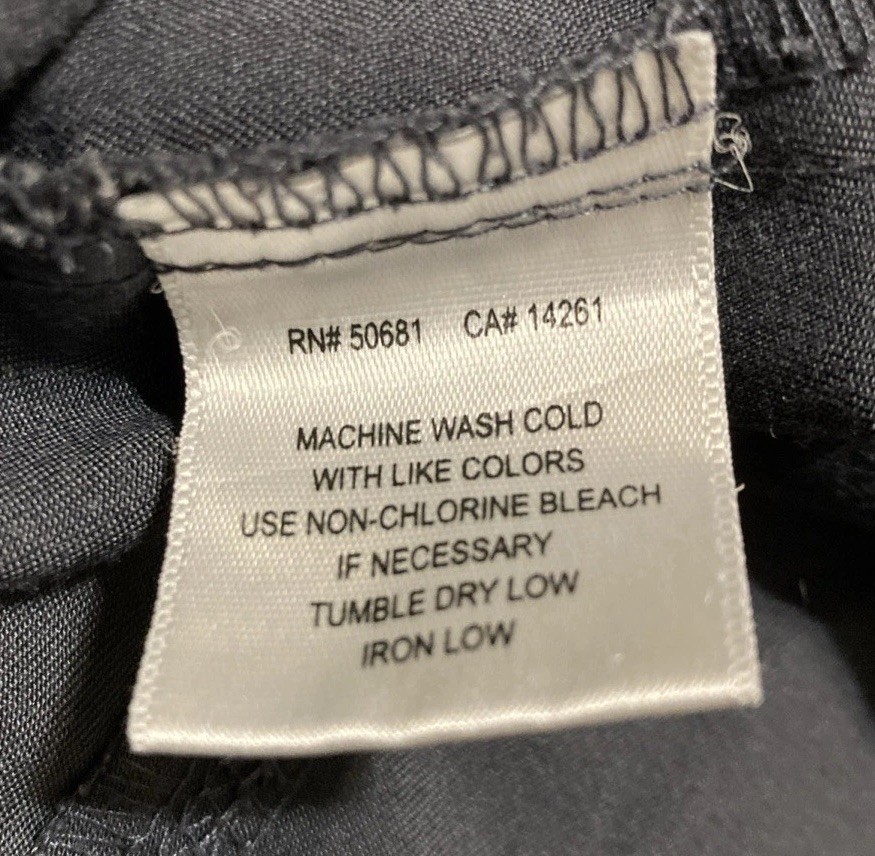 RN# 50681 CA# 14261
MACHINE WASH COLD
WITH LIKE COLORS
USE NON-CHLORINE BLEACH
IF NECESSARY
TUMBLE DRY LOW
IRON LOW